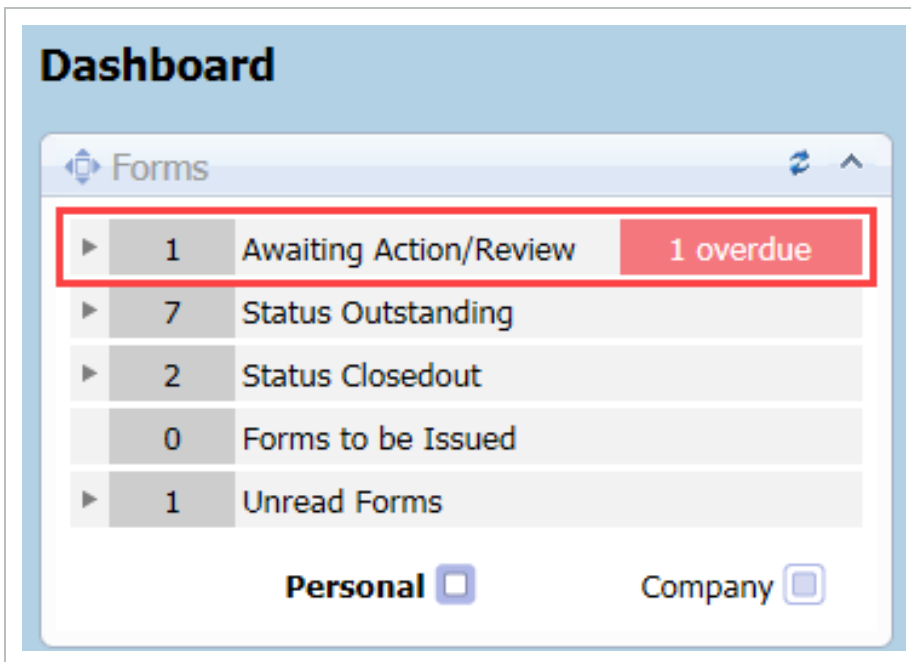 Dashboard
Forms
1 Awaiting Action/Review 1 overdue
7 Status Outstanding
2 Status Closedout
0 Forms to be Issued
1 Unread Forms
Personal Company